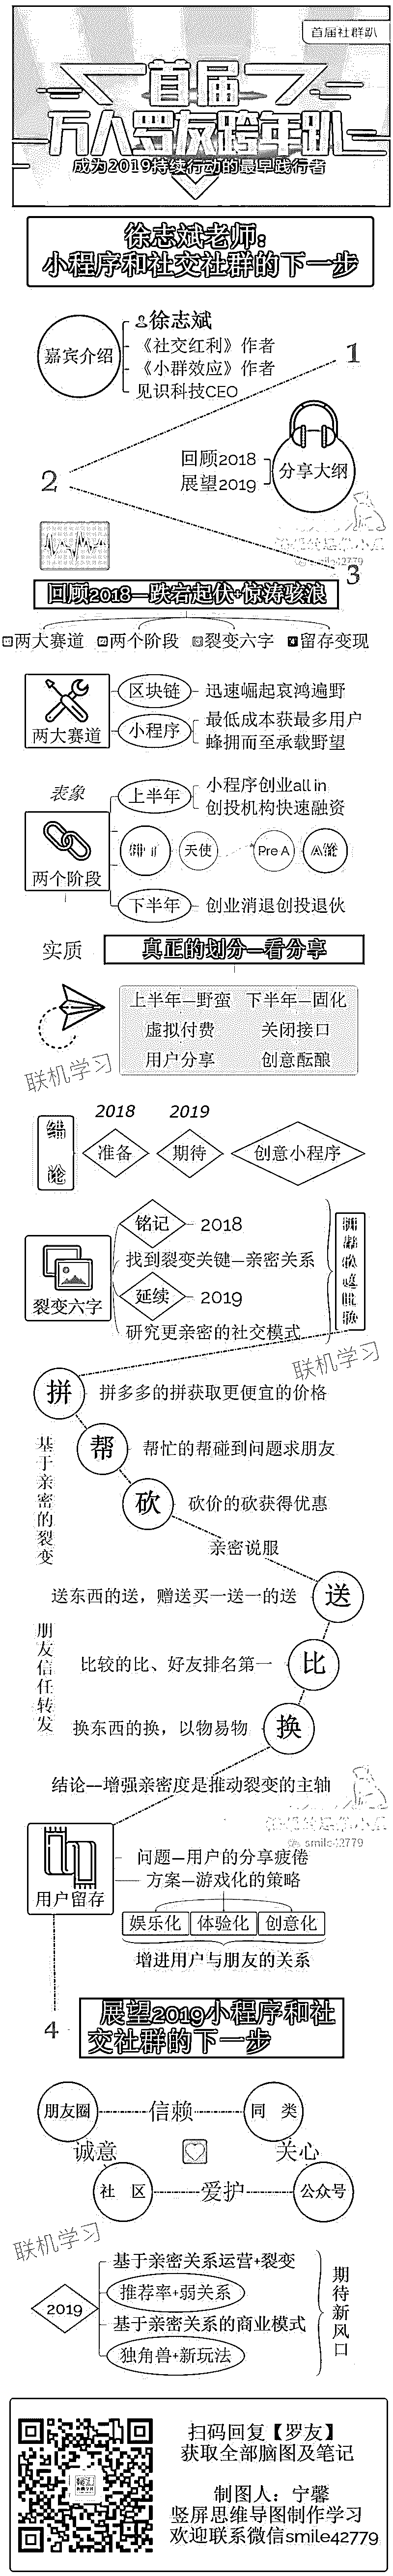 首届社群趴
首届
万人罗友跨年趴
成为2019持续行动的最早践行者
徐志斌老师：
小程序和社交社群的下一步
嘉宾介绍
徐志斌
《社交红利》作者
《小群效应》作者
见识科技CEO
1
回顾2018
展望2019
分享大纲
2
smile42779
3
回顾2018—跌宕起伏+惊涛骇浪
两大赛道
两个阶段
裂变六字
4留存变现
两大赛道
区块链
迅速崛起哀鸿遍野
小程序
最低成本获最多用户
蜂拥而至承载野望
表象
两个阶段
上半年
小程序创业all in
创投机构快速融资
天使
Pre A
A轮
下半年
创业消退创投退伙
实质
真正的划分—看分享
上半年—野蛮 下半年—固化
虚拟付费 关闭接口
用户分享 创意酝酿
联机学习
结论
2018
2019
准备
期待
创意小程序
裂变六字
铭记
2018
找到裂变关键—亲密关系
延续
2019
研究更亲密的社交模式
联机学习
拼
拼多多的拼获取更便宜的价格
基于亲密的裂变
帮
帮忙的帮碰到问题求朋友
砍
砍价的砍获得优惠
亲密说服
送东西的送，赠送买一送一的送
送
朋友信任转发
比较的比、好友排名第一
比
换东西的换，以物易物
换
结论—增强亲密度是推动裂变的主轴
smile42779
用户留存
问题—用户的分享疲倦
方案—游戏化的策略
娱乐化
体验化
创意化
增进用户与朋友的关系
4
展望2019小程序和社
交社群的下一步
朋友圈
信赖
同 类
诚意
关心
社 区
爱护
公众号
联机学习
2019
基于亲密关系运营+裂变
推荐率+弱关系
基于亲密关系的商业模式
独角兽+新玩法
期待新风口
扫码回复【罗友】
获取全部脑图及笔记
制图人：宁馨
竖屏思维导图制作学习
欢迎联系微信smile42779